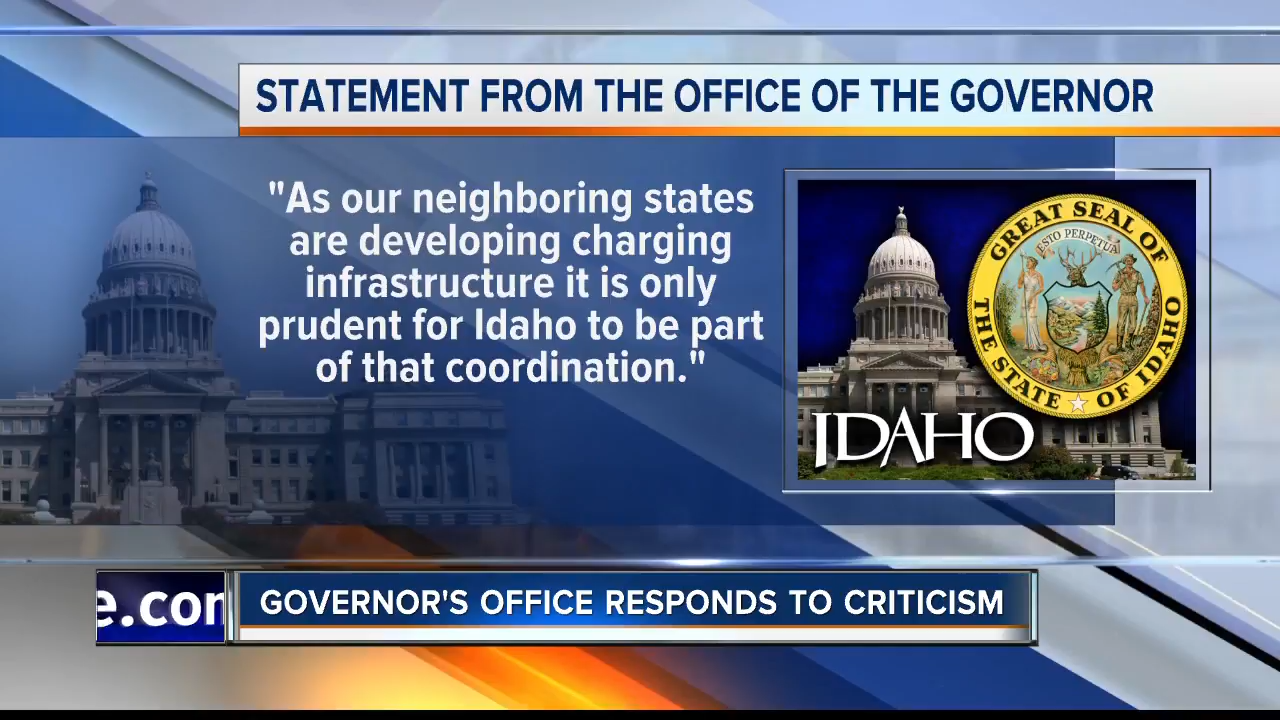 STATEMENT FROM THE OFFICE OF THE GOVERNOR
"As our neighboring states
are developing charging
infrastructure it is only
prudent for Idaho to be part
of that coordination."
GREAT SEAL OF
THE STATE OF IDAHO
ESTO PERPETUA
IDAHO
e.com
GOVERNOR'S OFFICE RESPONDS TO CRITICISM